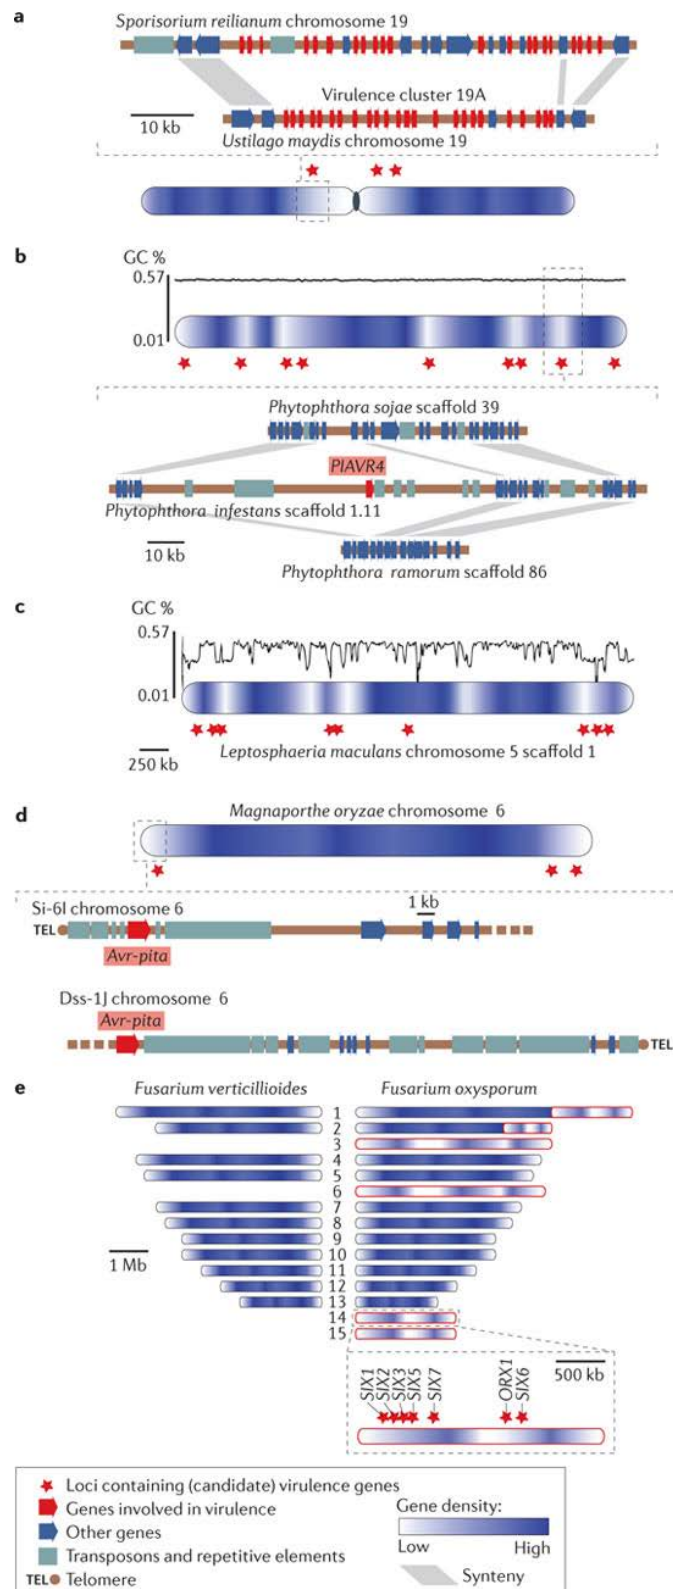 a
Sporisorium reilianum chromosome 19
Virulence cluster 19A
10 kb
Ustilago maydis chromosome 19
b
GC %
0.57
0.01
Phytophthora sojae scaffold 39
PIAVR4
Phytophthora infestans scaffold 1.11
10 kb
Phytophthora ramorum scaffold 86
c
GC %
0.57
0.01
250 kb
Leptosphaeria maculans chromosome 5 scaffold 1
d
Magnaporthe oryzae chromosome 6
Si-6I chromosome 6
1 kb
TEL
Avr-pita
Dss-1J chromosome 6
Avr-pita
TEL
e
Fusarium verticillioides Fusarium oxysporum
1
2
3
4
5
6
7
8
9
1 Mb
10
11
12
13
14
15
500 kb
SIX1
SIX2
SIX3
SIX5
SIX7
ORX1
SIX6
Loci containing (candidate) virulence genes
Genes involved in virulence
Other genes
Transposons and repetitive elements
TEL Telomere
Gene density:
Low High
Synteny